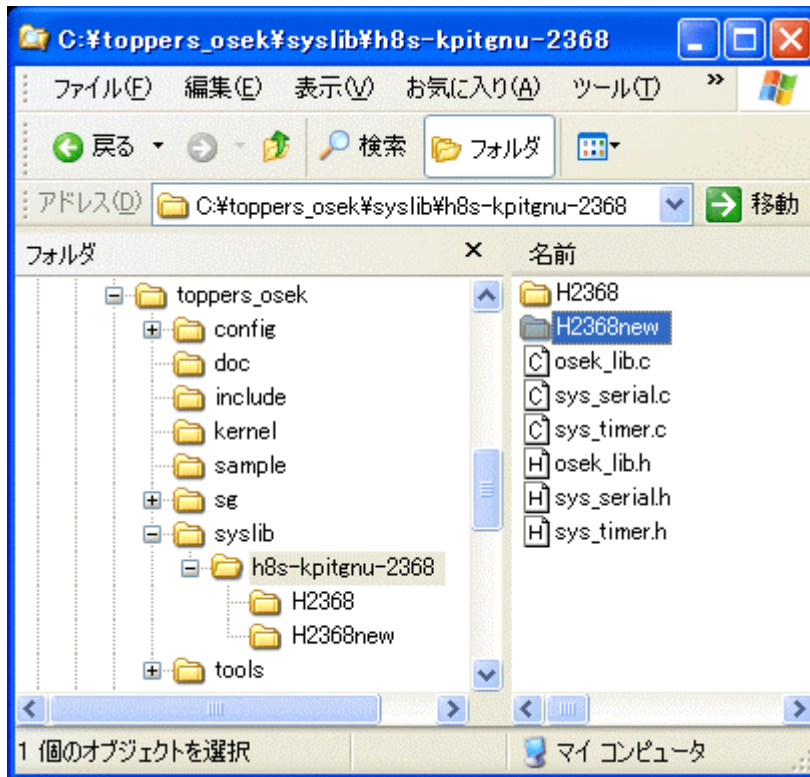 C:¥toppers_osek¥syslib¥h8s-kpitgnu-2368
ファイル(F) 編集(E) 表示(V) お気に入り(A) ツール(T) »
戻る 検索 フォルダ
アドレス(D) C:¥toppers_osek¥syslib¥h8s-kpitgnu-2368 移動
フォルダ × 名前
toppers_osek
config
doc
include
kernel
sample
sg
syslib
h8s-kpitgnu-2368
H2368
H2368new
tools
H2368
H2368new
osek_lib.c
sys_serial.c
sys_timer.c
osek_lib.h
sys_serial.h
sys_timer.h
1 個のオブジェクトを選択 マイ コンピュータ